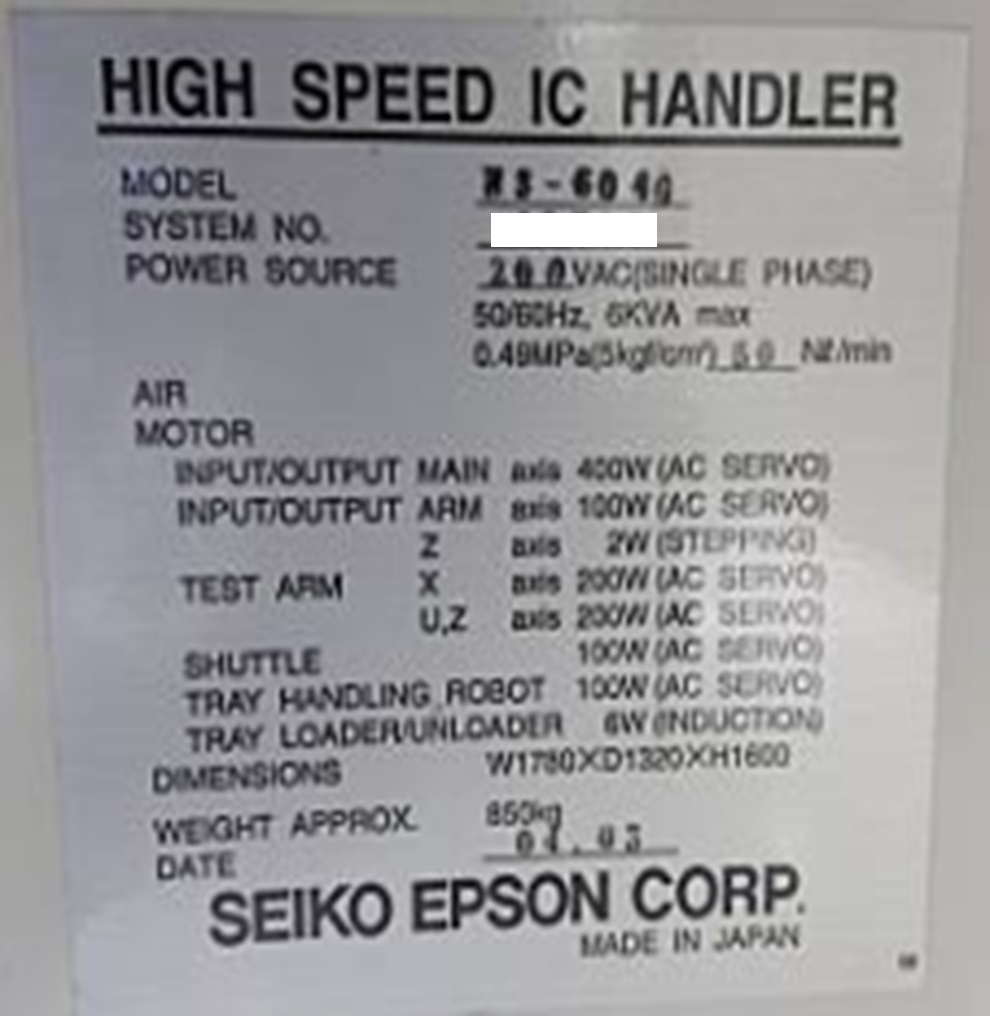 HIGH SPEED IC HANDLER
MODEL NS-6040
SYSTEM NO.
POWER SOURCE 200VAC(SINGLE PHASE)
50/60Hz, 6KVA max
0.49MPa(5kgf/cm²) 50 Nℓ/min
AIR
MOTOR
INPUT/OUTPUT MAIN axis 400W(AC SERVO)
INPUT/OUTPUT ARM axis 100W(AC SERVO)
Z axis 2W(STEPPING)
TEST ARM X axis 200W(AC SERVO)
U,Z axis 200W(AC SERVO)
SHUTTLE 100W(AC SERVO)
TRAY HANDLING ROBOT 100W(AC SERVO)
TRAY LOADER/UNLOADER 6W(INDUCTION)
DIMENSIONS W1780XD1320XH1600
WEIGHT APPROX. 850kg
DATE 04.03
SEIKO EPSON CORP.
MADE IN JAPAN